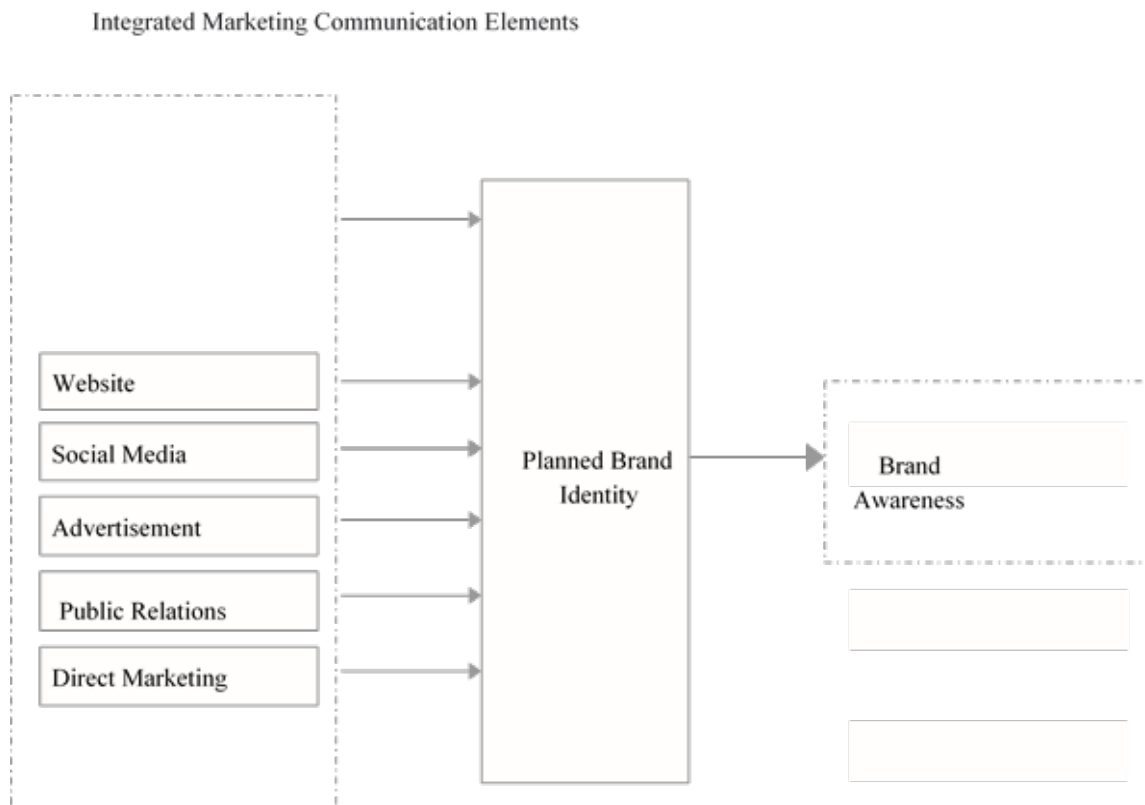 Integrated Marketing Communication Elements
Website
Social Media
Advertisement
Public Relations
Direct Marketing
Planned Brand
Identity
Brand
Awareness